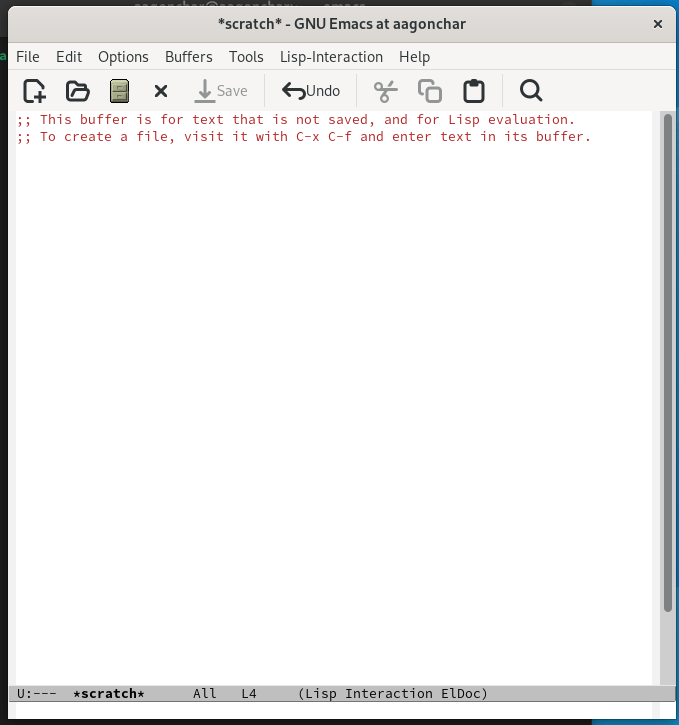 *scratch* - GNU Emacs at aagonchar
File Edit Options Buffers Tools Lisp-Interaction Help
Save Undo
;; This buffer is for text that is not saved, and for Lisp evaluation.
;; To create a file, visit it with C-x C-f and enter text in its buffer.
U:--- *scratch* All L4 (Lisp Interaction ElDoc)